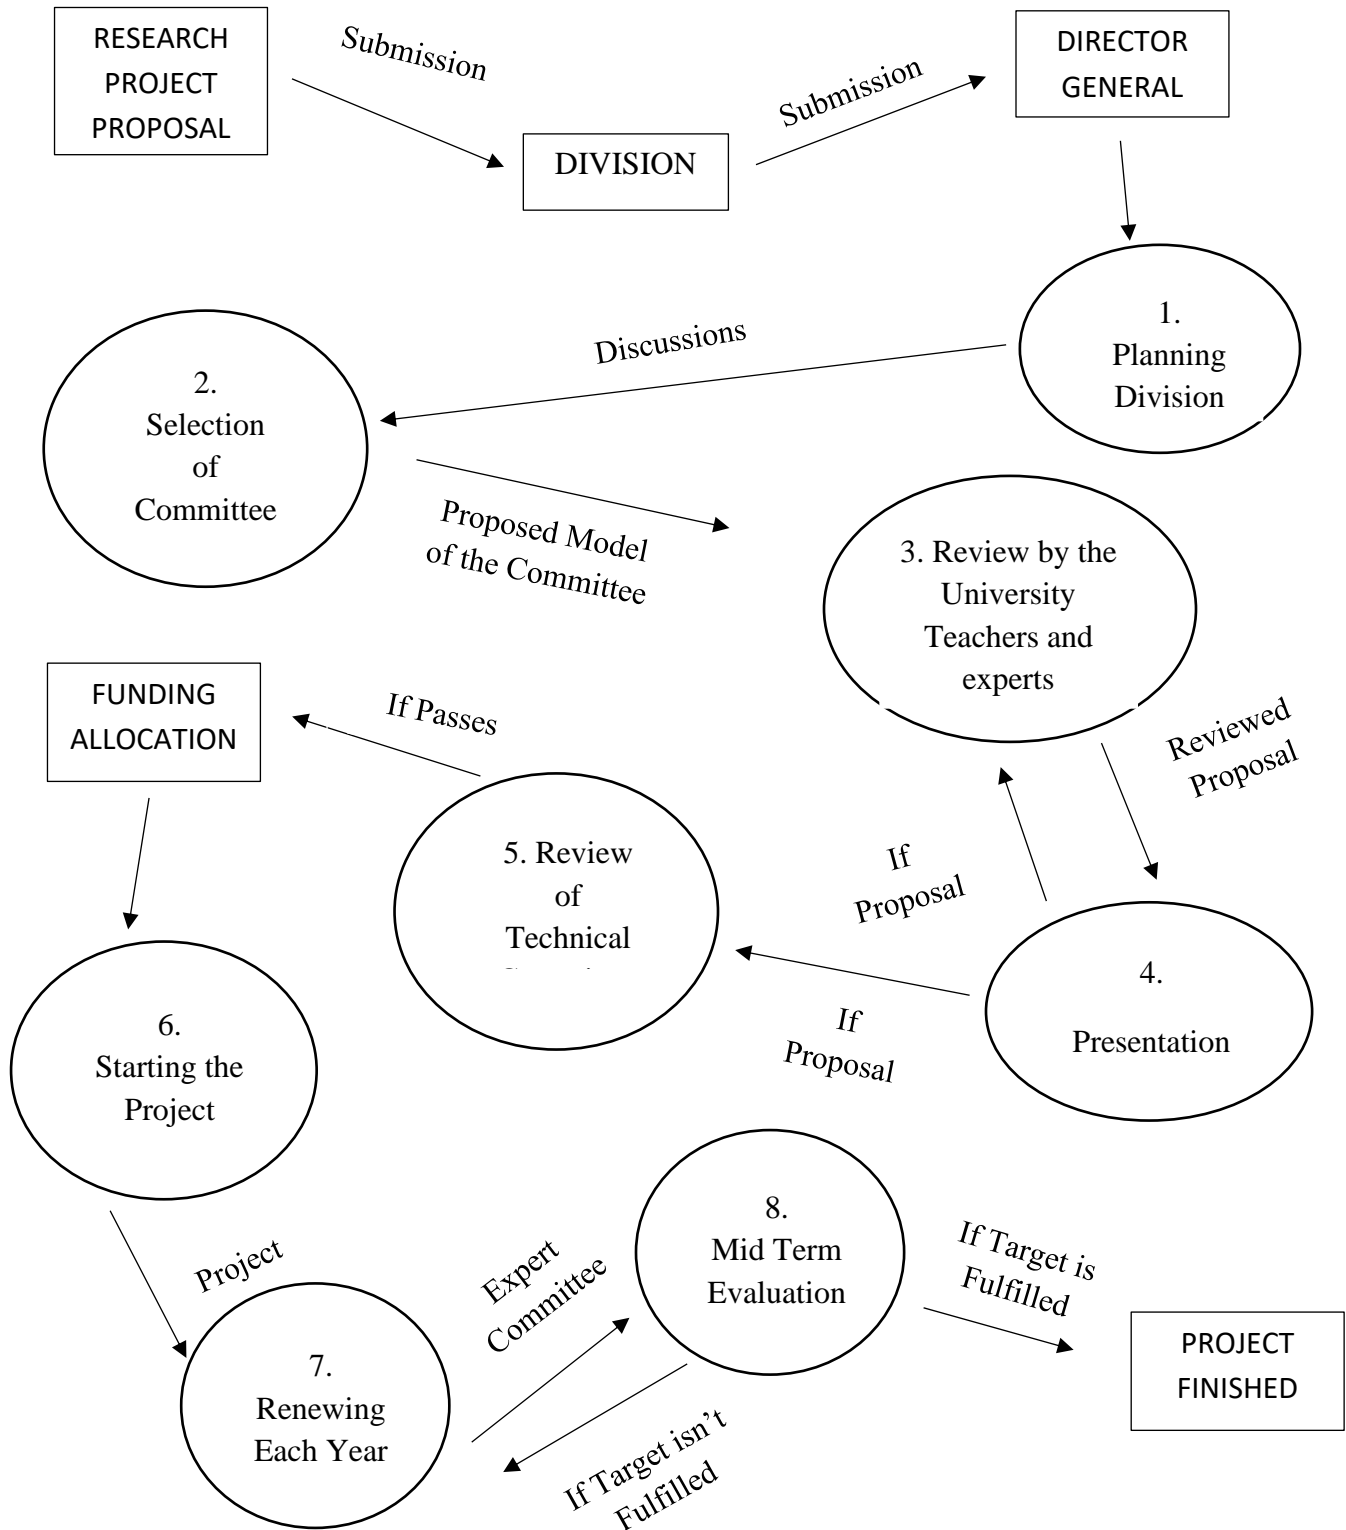 RESEARCH
PROJECT
PROPOSAL
Submission
DIVISION
Submission
DIRECTOR
GENERAL
1.
Planning
Division
Discussions
2.
Selection
of
Committee
Proposed Model
of the Committee
3. Review by the
University
Teachers and
experts
Reviewed
Proposal
4.
Presentation
If
Proposal
If
Proposal
5. Review
of
Technical
If Passes
FUNDING
ALLOCATION
6.
Starting the
Project
Project
7.
Renewing
Each Year
Expert
Committee
8.
Mid Term
Evaluation
If Target isn’t
Fulfilled
If Target is
Fulfilled
PROJECT
FINISHED